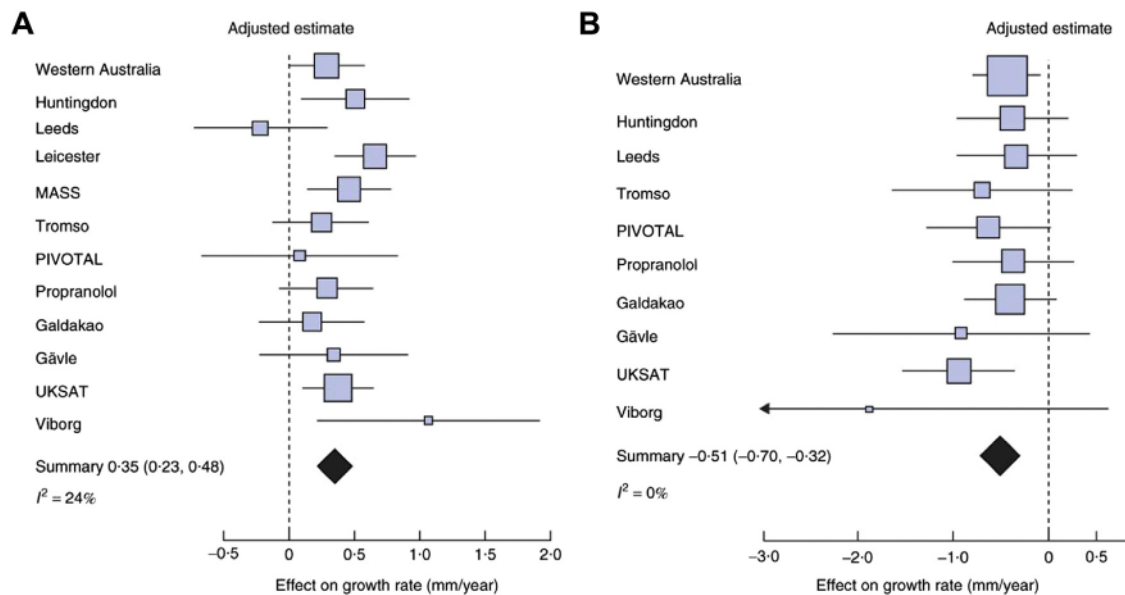 A
Adjusted estimate
Western Australia
Huntingdon
Leeds
Leicester
MASS
Tromso
PIVOTAL
Propranolol
Galdakao
Gävle
UKSAT
Viborg
Summary 0·35 (0·23, 0·48)
I² = 24%
−0·5 0 0·5 1·0 1·5 2·0
Effect on growth rate (mm/year)
B
Adjusted estimate
Western Australia
Huntingdon
Leeds
Tromso
PIVOTAL
Propranolol
Galdakao
Gävle
UKSAT
Viborg
Summary −0·51 (−0·70, −0·32)
I² = 0%
−3·0 −2·0 −1·0 0 0·5
Effect on growth rate (mm/year)